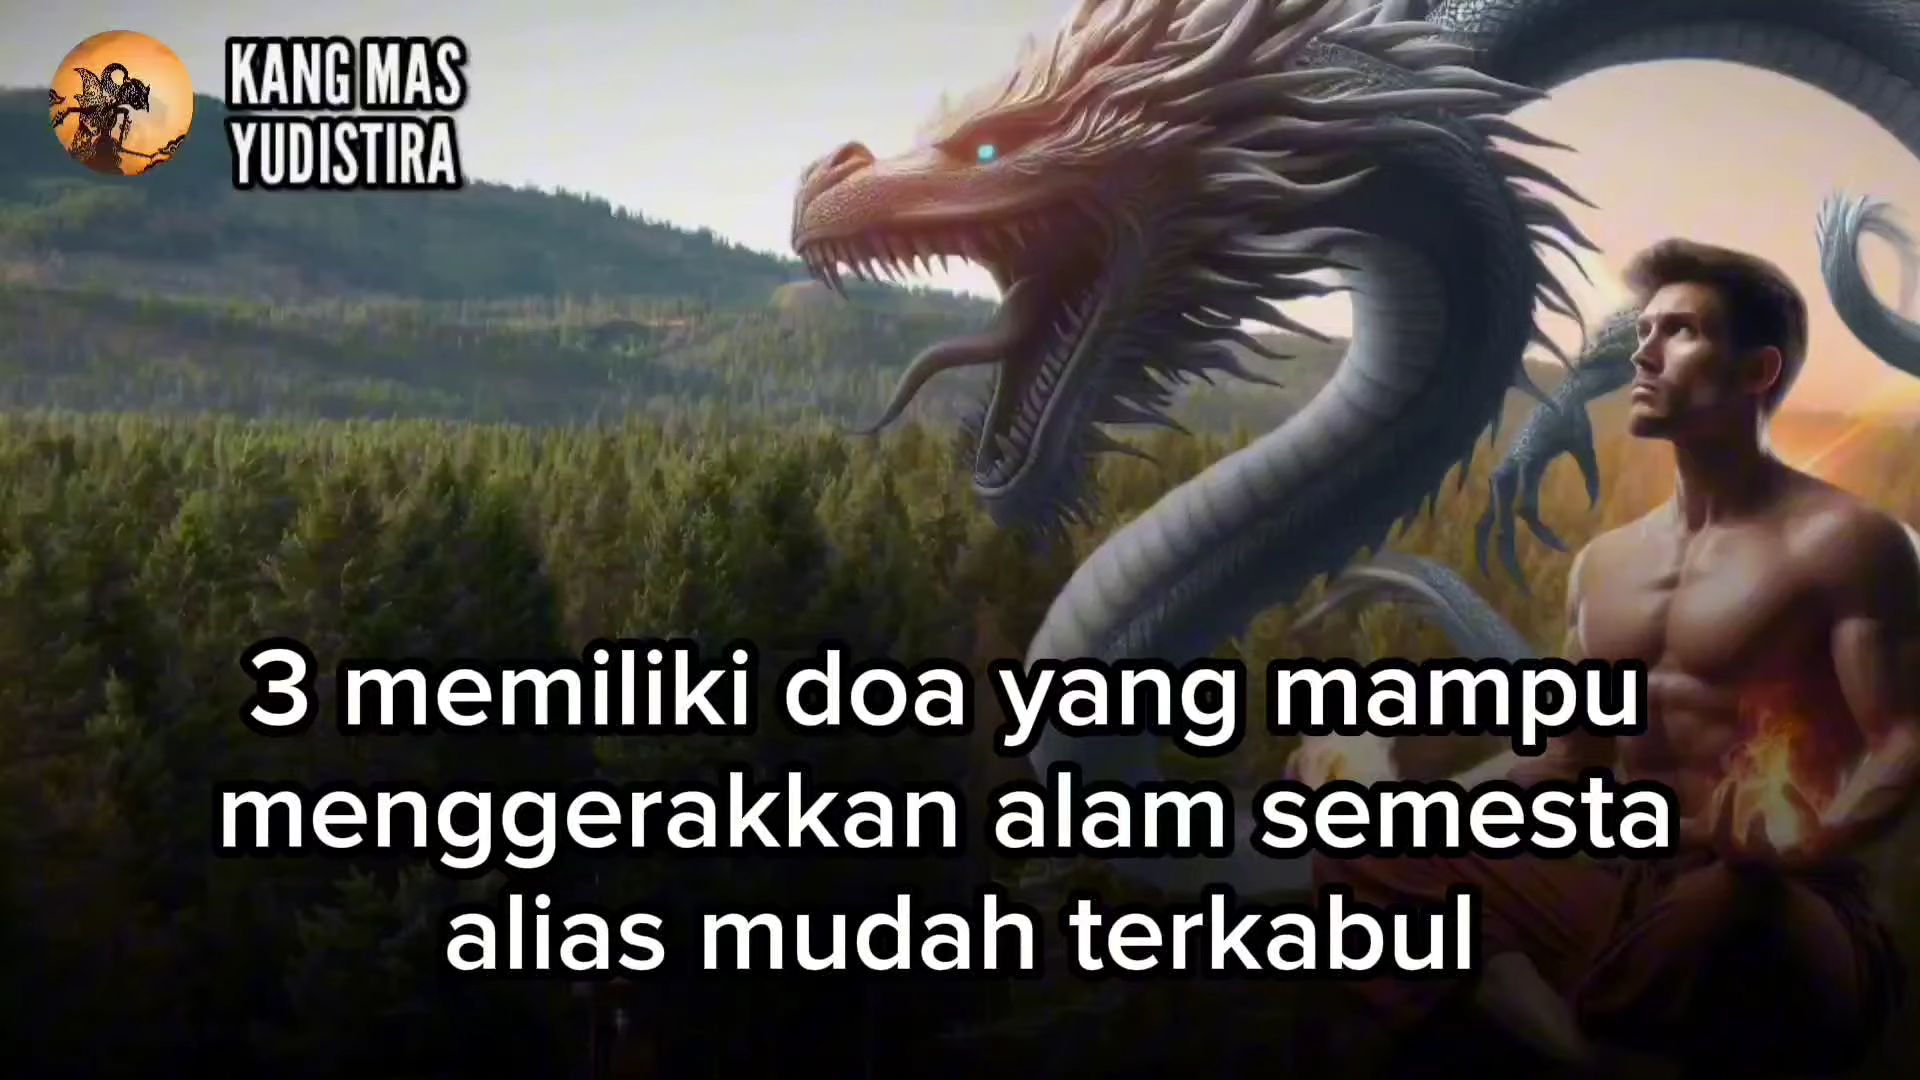 KANG MAS
YUDISTIRA
3 memiliki doa yang mampu
menggerakkan alam semesta
alias mudah terkabul